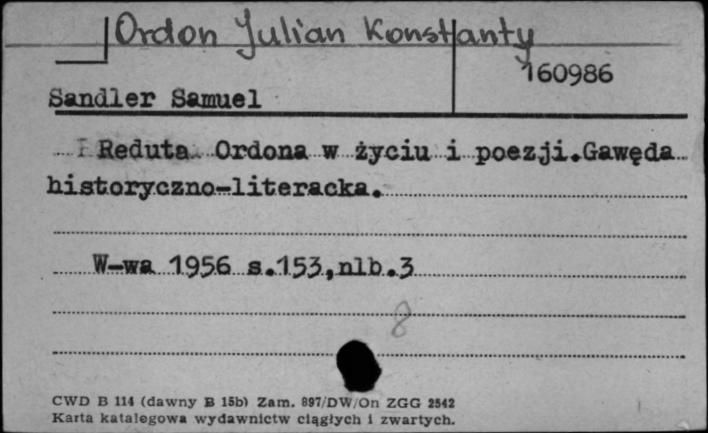 Ordon Julian Konstanty
160986
Sandler Samuel
Reduta Ordona w życiu i poezji.Gawęda
historyczno-literacka.
W-wa 1956 s.153,nlb.3
8
CWD B 114 (dawny B 15b) Zam. 897/DW/On ZGG 2542
Karta katalogowa wydawnictw ciągłych i zwartych.